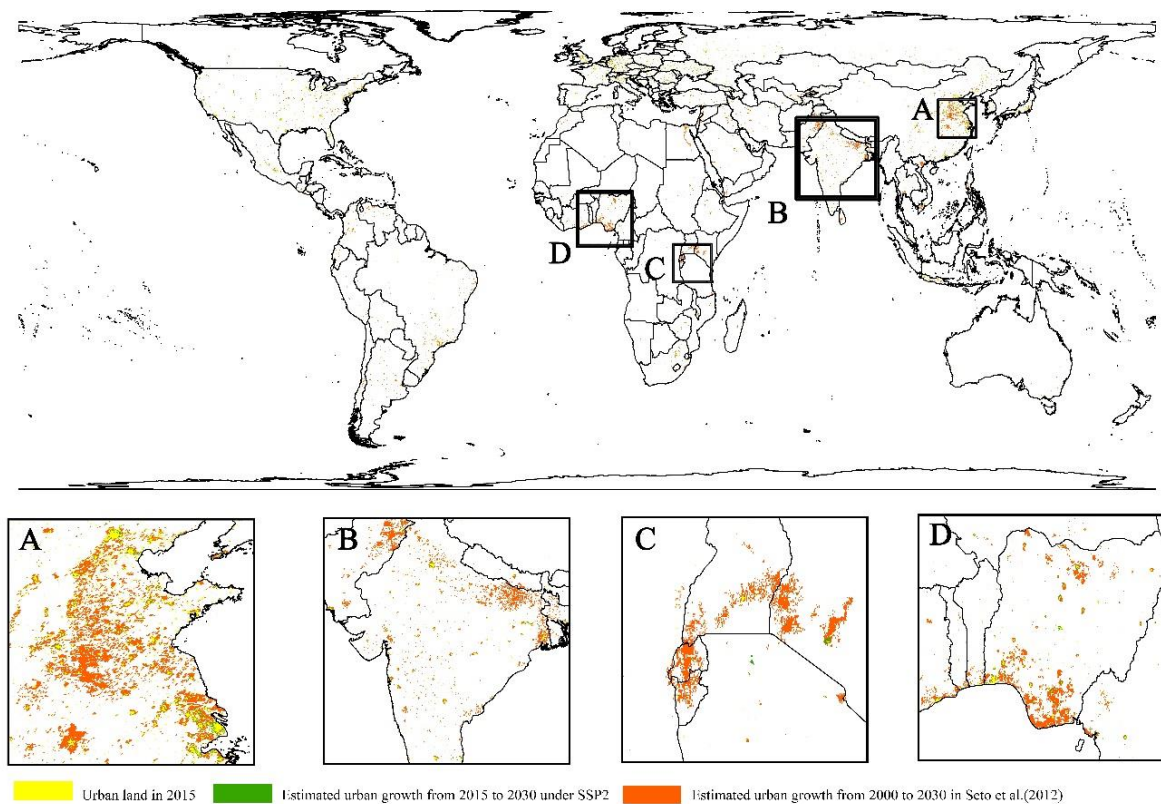 A
B
D
C
A
B
C
D
Urban land in 2015
Estimated urban growth from 2015 to 2030 under SSP2
Estimated urban growth from 2000 to 2030 in Seto et al.(2012)